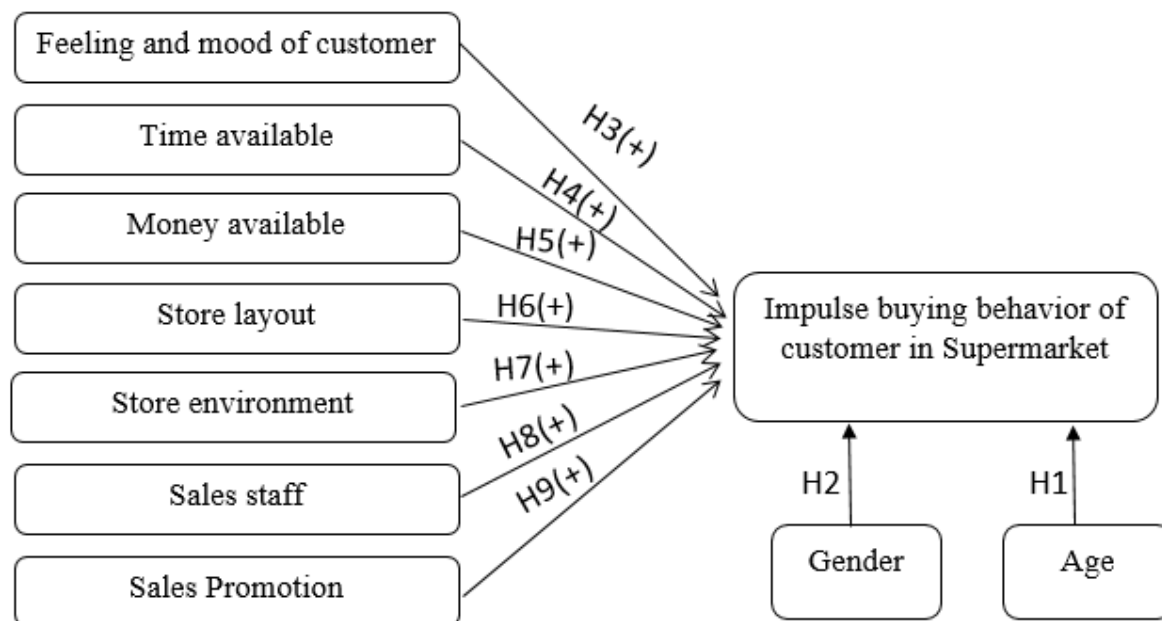 Feeling and mood of customer
Time available
Money available
Store layout
Store environment
Sales staff
Sales Promotion
H3(+)
H4(+)
H5(+)
H6(+)
H7(+)
H8(+)
H9(+)
Impulse buying behavior of
customer in Supermarket
H2
H1
Gender
Age